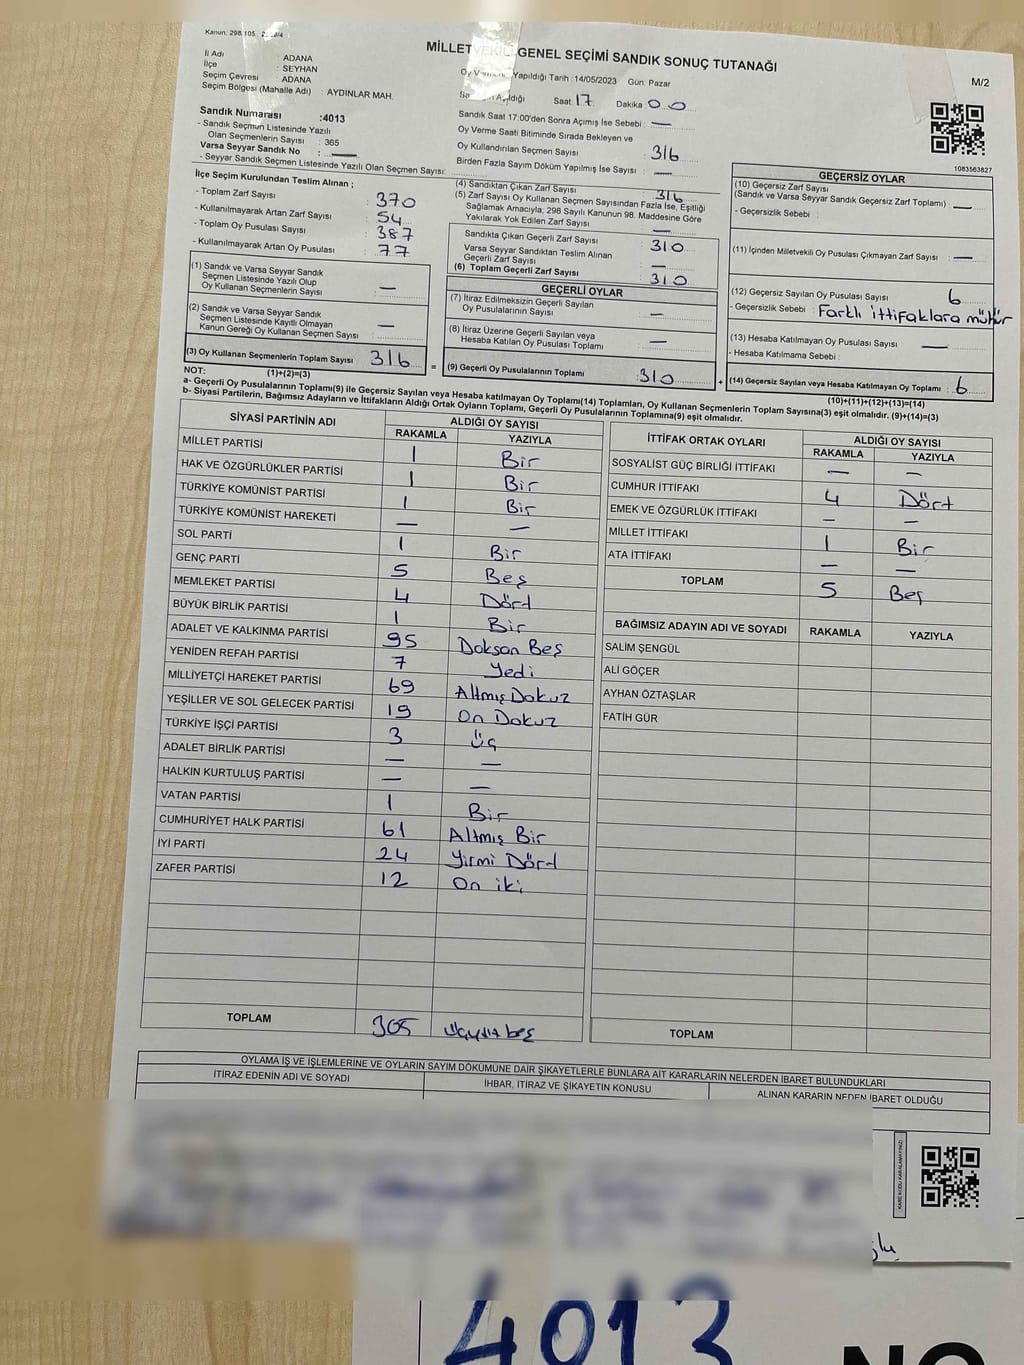 Kanun: 298,105
MİLLETVEKİLİ GENEL SEÇİMİ SANDIK SONUÇ TUTANAĞI
M/2
İl Adı : ADANA
İlçe : SEYHAN
Seçim Çevresi : ADANA
Seçim Bölgesi (Mahalle Adı) : AYDINLAR MAH.
Yapıldığı Tarih : 14/05/2023 Gün: Pazar
Saat 17 Dakika 00
Sandık Numarası :4013
- Sandık Seçmen Listesinde Yazılı
Olan Seçmenlerin Sayısı : 365
Varsa Seyyar Sandık No : —
- Seyyar Sandık Seçmen Listesinde Yazılı Olan Seçmen Sayısı:
Sandık Saat 17:00'den Sonra Açımış İse Sebebi : —
Oy Verme Saati Bitiminde Sırada Bekleyen ve
Oy Kullandırılan Seçmen Sayısı : 316
Birden Fazla Sayım Döküm Yapılmış İse Sayısı : —
1083563827
İlçe Seçim Kurulundan Teslim Alınan ;
- Toplam Zarf Sayısı : 370
- Kullanılmayarak Artan Zarf Sayısı : 54
- Toplam Oy Pusulası Sayısı : 387
- Kullanılmayarak Artan Oy Pusulası : 77
(4) Sandıktan Çıkan Zarf Sayısı 316
(5) Zarf Sayısı Oy Kullanan Seçmen Sayısından Fazla İse, Eşitliği
Sağlamak Amacıyla, 298 Sayılı Kanunun 98. Maddesine Göre
Yakılarak Yok Edilen Zarf Sayısı —
Sandıkta Çıkan Geçerli Zarf Sayısı : 310
Varsa Seyyar Sandıktan Teslim Alınan
Geçerli Zarf Sayısı : —
(6) Toplam Geçerli Zarf Sayısı : 310
GEÇERSİZ OYLAR
(10) Geçersiz Zarf Sayısı
(Sandık ve Varsa Seyyar Sandık Geçersiz Zarf Toplamı) : —
- Geçersizlik Sebebi :
(11) İçinden Milletvekili Oy Pusulası Çıkmayan Zarf Sayısı : —
(12) Geçersiz Sayılan Oy Pusulası Sayısı : 6
- Geçersizlik Sebebi : Farklı ittifaklara mühür
(13) Hesaba Katılmayan Oy Pusulası Sayısı : —
- Hesaba Katılmama Sebebi :
(14) Geçersiz Sayılan veya Hesaba Katılmayan Oy Toplamı : 6
(10)+(11)+(12)+(13)=(14)
(1) Sandık ve Varsa Seyyar Sandık
Seçmen Listesinde Yazılı Olup
Oy Kullanan Seçmenlerin Sayısı : —
(2) Sandık ve Varsa Seyyar Sandık
Seçmen Listesinde Kayıtlı Olmayan
Kanun Gereği Oy Kullanan Seçmen Sayısı : —
(3) Oy Kullanan Seçmenlerin Toplam Sayısı : 316
(1)+(2)=(3)
=
GEÇERLİ OYLAR
(7) İtiraz Edilmeksizin Geçerli Sayılan
Oy Pusulalarının Sayısı : —
(8) İtiraz Üzerine Geçerli Sayılan veya
Hesaba Katılan Oy Pusulası Toplamı : —
(9) Geçerli Oy Pusulalarının Toplamı : 310
+
NOT:
a- Geçerli Oy Pusulalarının Toplamı(9) ile Geçersiz Sayılan veya Hesaba Katılmayan Oy Toplamı(14) Toplamları, Oy Kullanan Seçmenlerin Toplam Sayısına(3) eşit olmalıdır. (9)+(14)=(3)
b- Siyasi Partilerin, Bağımsız Adayların ve İttifakların Aldığı Oyların Toplamı, Geçerli Oy Pusulalarının Toplamına(9) eşit olmalıdır.
SİYASİ PARTİNİN ADI ALDIĞI OY SAYISI
RAKAMLA YAZIYLA
MİLLET PARTİSİ 1 Bir
HAK VE ÖZGÜRLÜKLER PARTİSİ 1 Bir
TÜRKİYE KOMÜNİST PARTİSİ 1 Bir
TÜRKİYE KOMÜNİST HAREKETİ — —
SOL PARTİ 1 Bir
GENÇ PARTİ 5 Beş
MEMLEKET PARTİSİ 4 Dörd
BÜYÜK BİRLİK PARTİSİ 1 Bir
ADALET VE KALKINMA PARTİSİ 95 Doksan Beş
YENİDEN REFAH PARTİSİ 7 Yedi
MİLLİYETÇİ HAREKET PARTİSİ 69 Altmış Dokuz
YEŞİLLER VE SOL GELECEK PARTİSİ 19 On Dokuz
TÜRKİYE İŞÇİ PARTİSİ 3 Üç
ADALET BİRLİK PARTİSİ — —
HALKIN KURTULUŞ PARTİSİ — —
VATAN PARTİSİ 1 Bir
CUMHURİYET HALK PARTİSİ 61 Altmış Bir
İYİ PARTİ 24 Yirmi Dörd
ZAFER PARTİSİ 12 On iki
TOPLAM 305 Üçyüz beş
İTTİFAK ORTAK OYLARI ALDIĞI OY SAYISI
RAKAMLA YAZIYLA
SOSYALİST GÜÇ BİRLİĞİ İTTİFAKI — —
CUMHUR İTTİFAKI 4 Dört
EMEK VE ÖZGÜRLÜK İTTİFAKI — —
MİLLET İTTİFAKI 1 Bir
ATA İTTİFAKI — —
TOPLAM 5 Beş
BAĞIMSIZ ADAYIN ADI VE SOYADI RAKAMLA YAZIYLA
SALİM ŞENGÜL
ALİ GÖÇER
AYHAN ÖZTAŞLAR
FATİH GÜR
TOPLAM
OYLAMA İŞ VE İŞLEMLERİNE VE OYLARIN SAYIM DÖKÜMÜNE DAİR ŞİKAYETLERLE BUNLARA AİT KARARLARIN NELERDEN İBARET BULUNDUKLARI
İTİRAZ EDENİN ADI VE SOYADI İHBAR, İTİRAZ VE ŞİKAYETİN KONUSU ALINAN KARARIN NEDEN İBARET OLDUĞU
KARE KODU KARALAMAYINIZ!
4013
NO